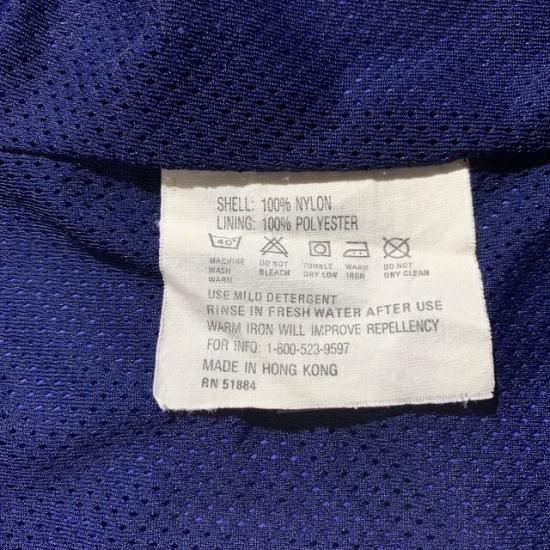 SHELL: 100% NYLON
LINING: 100% POLYESTER
40°
MACHINE WASH WARM
DO NOT BLEACH
TUMBLE DRY LOW
WARM IRON
DO NOT DRY CLEAN
USE MILD DETERGENT
RINSE IN FRESH WATER AFTER USE
WARM IRON WILL IMPROVE REPELLENCY
FOR INFO: 1-800-523-9597
MADE IN HONG KONG
RN 51884